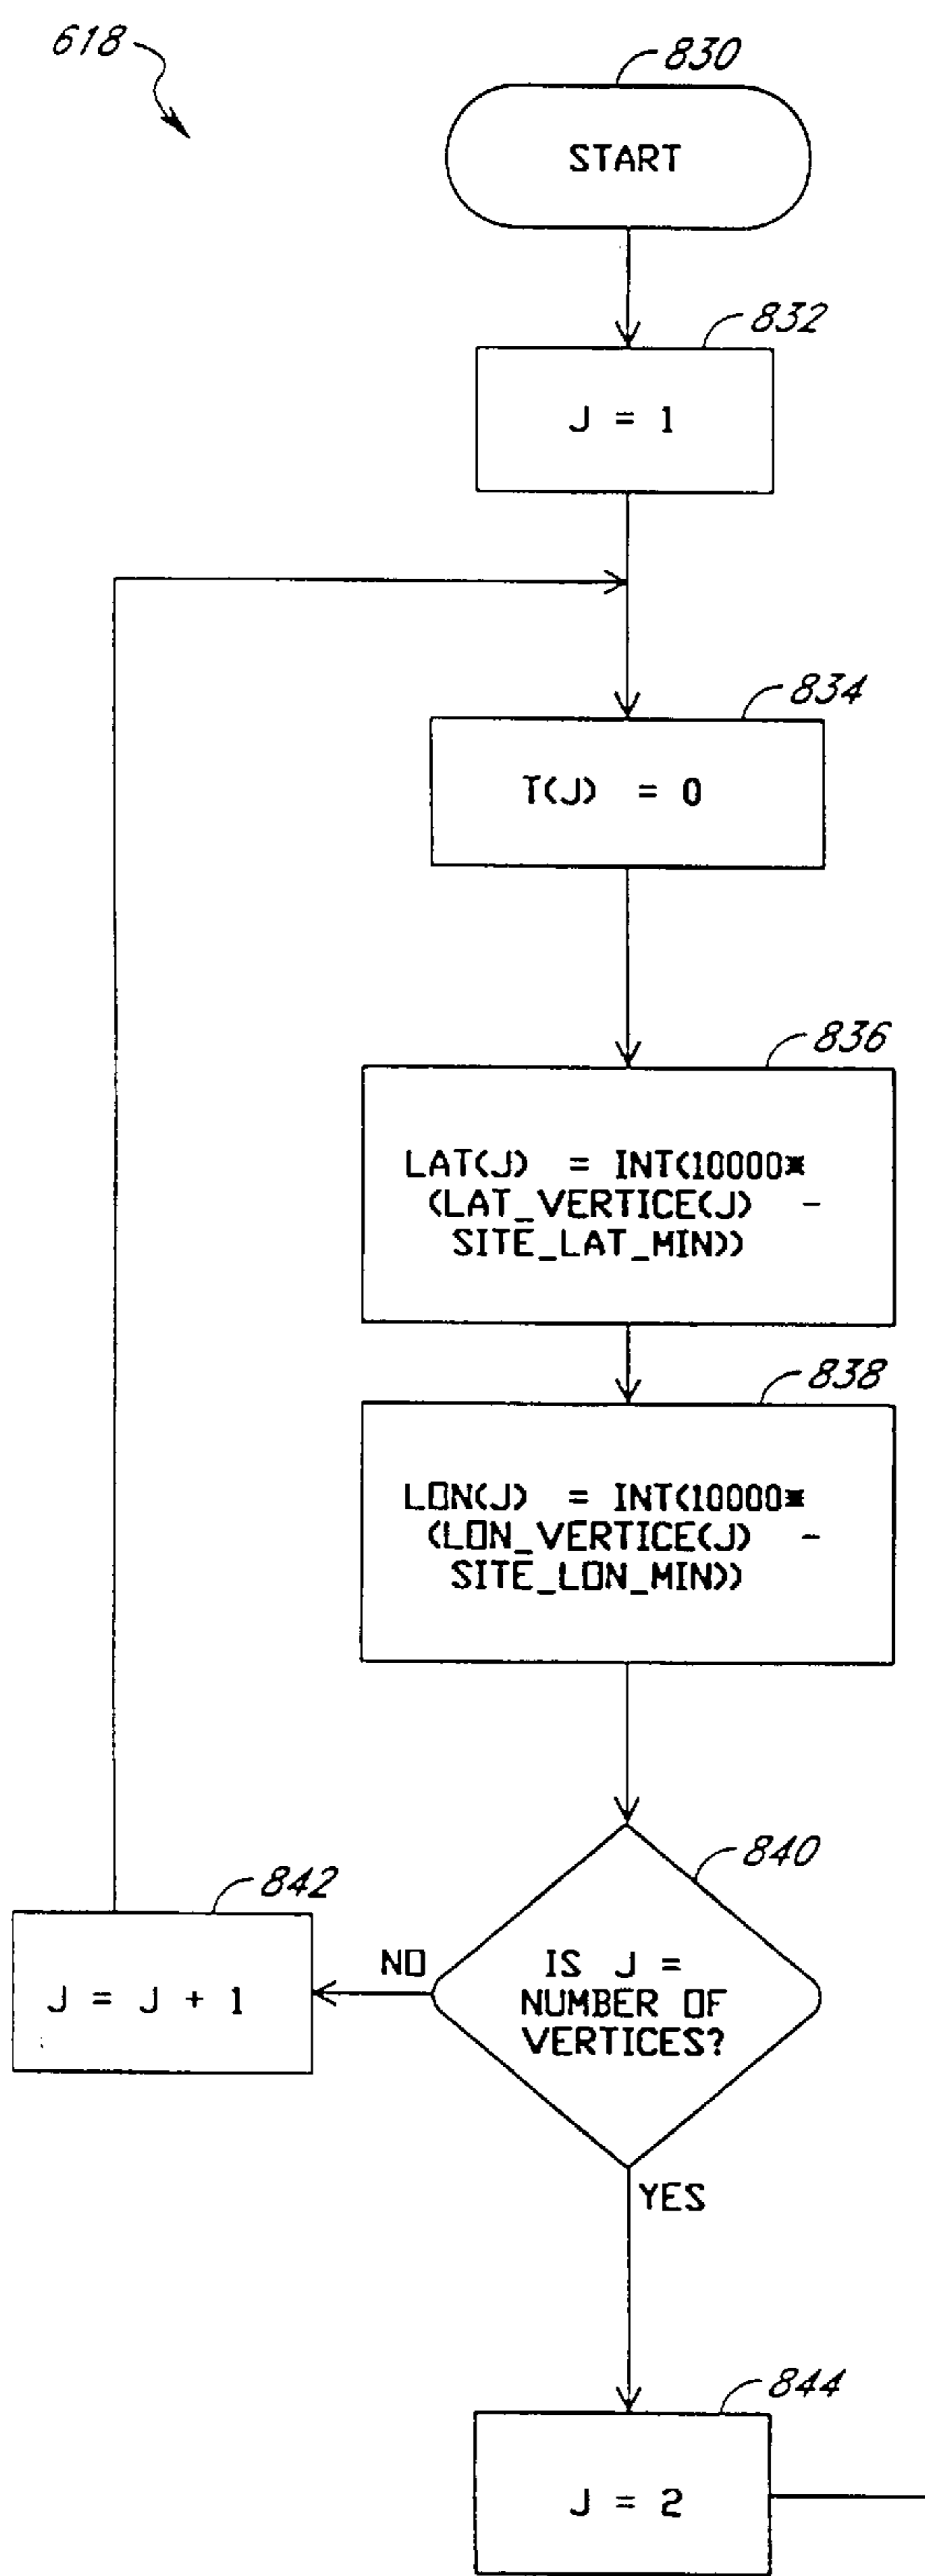 618
830
START
832
J = 1
834
T(J) = 0
836
LAT(J) = INT(10000*
(LAT_VERTICE(J) -
SITE_LAT_MIN))
838
LON(J) = INT(10000*
(LON_VERTICE(J) -
SITE_LON_MIN))
840
IS J =
NUMBER OF
VERTICES?
NO
842
J = J + 1
YES
844
J = 2